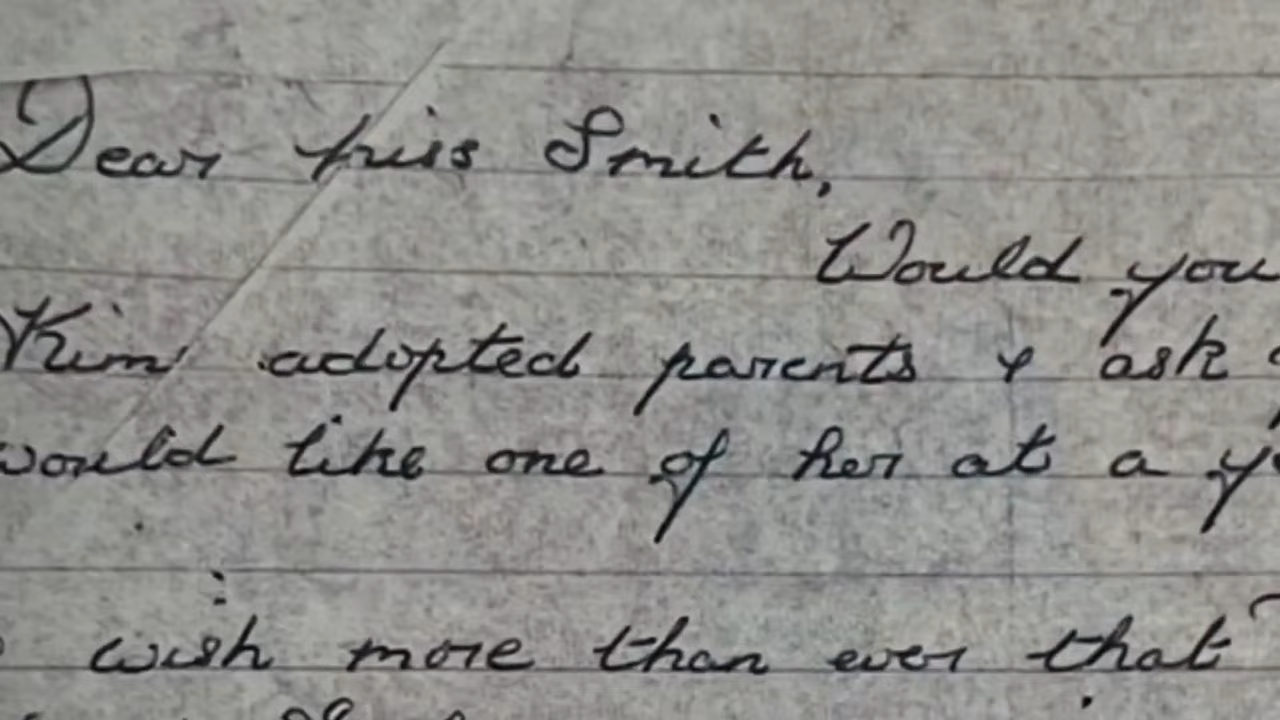 Dear Miss Smith,
Would you
Kim adopted parents & ask
would like one of her at a
wish more than ever that